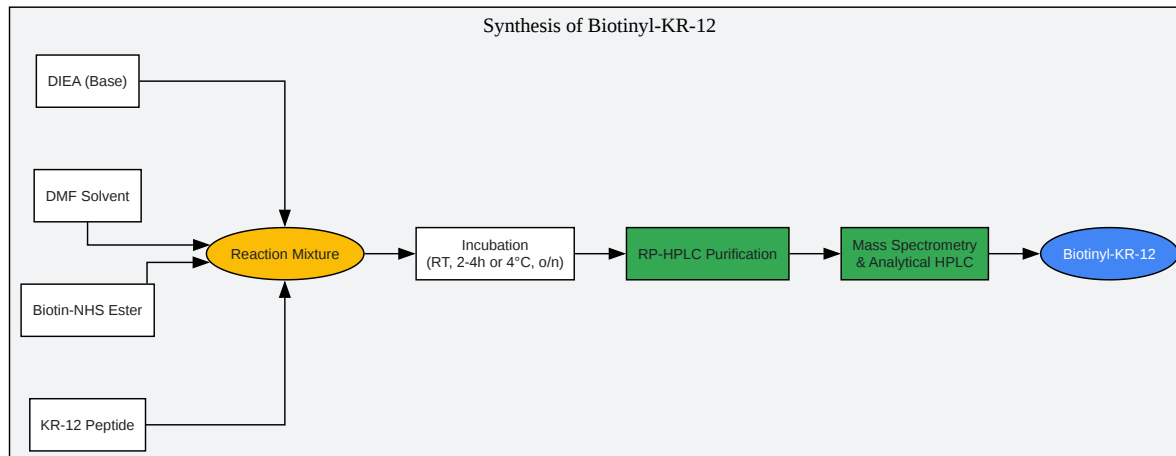 Synthesis of Biotinyl-KR-12
DIEA (Base)
DMF Solvent
Biotin-NHS Ester
KR-12 Peptide
Reaction Mixture
Incubation
(RT, 2-4h or 4°C, o/n)
RP-HPLC Purification
Mass Spectrometry
& Analytical HPLC
Biotinyl-KR-12